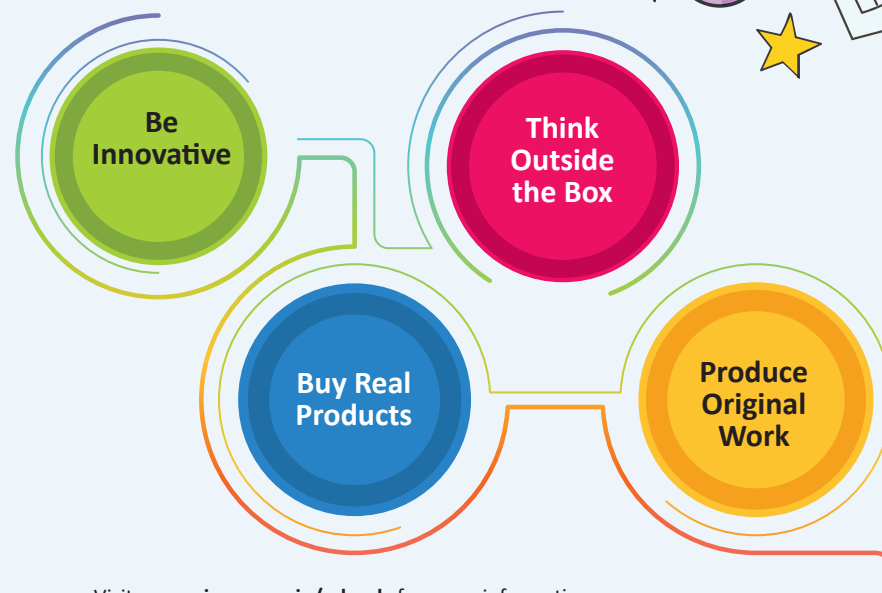 Be
Innovative
Think
Outside
the Box
Buy Real
Products
Produce
Original
Work